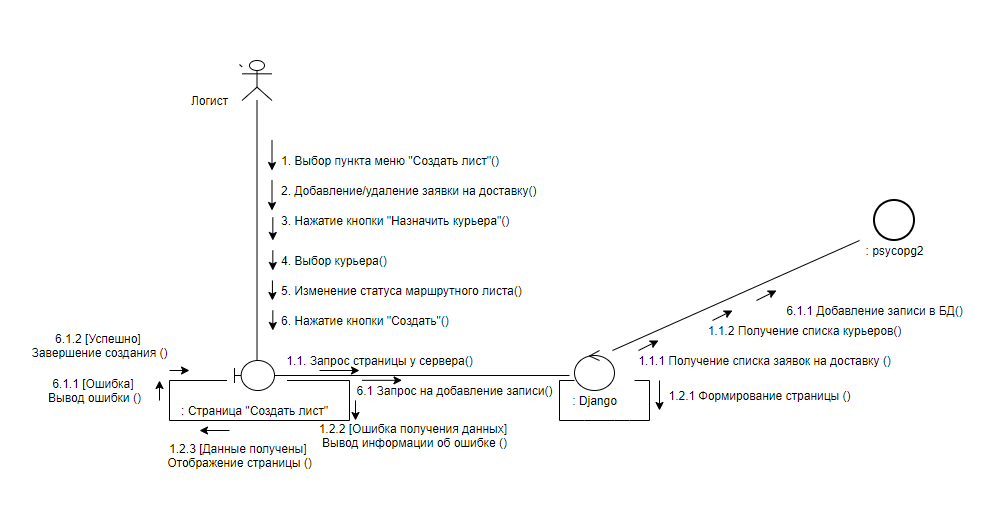 Логист
1. Выбор пункта меню "Создать лист"()
2. Добавление/удаление заявки на доставку()
3. Нажатие кнопки "Назначить курьера"()
4. Выбор курьера()
5. Изменение статуса маршрутного листа()
6. Нажатие кнопки "Создать"()
: psycopg2
6.1.1 Добавление записи в БД()
1.1.2 Получение списка курьеров()
1.1.1 Получение списка заявок на доставку ()
6.1.2 [Успешно]
Завершение создания ()
1.1. Запрос страницы у сервера()
6.1.1 [Ошибка]
Вывод ошибки ()
6.1 Запрос на добавление записи()
: Страница "Создать лист"
: Django
1.2.1 Формирование страницы ()
1.2.2 [Ошибка получения данных]
Вывод информации об ошибке ()
1.2.3 [Данные получены]
Отображение страницы ()